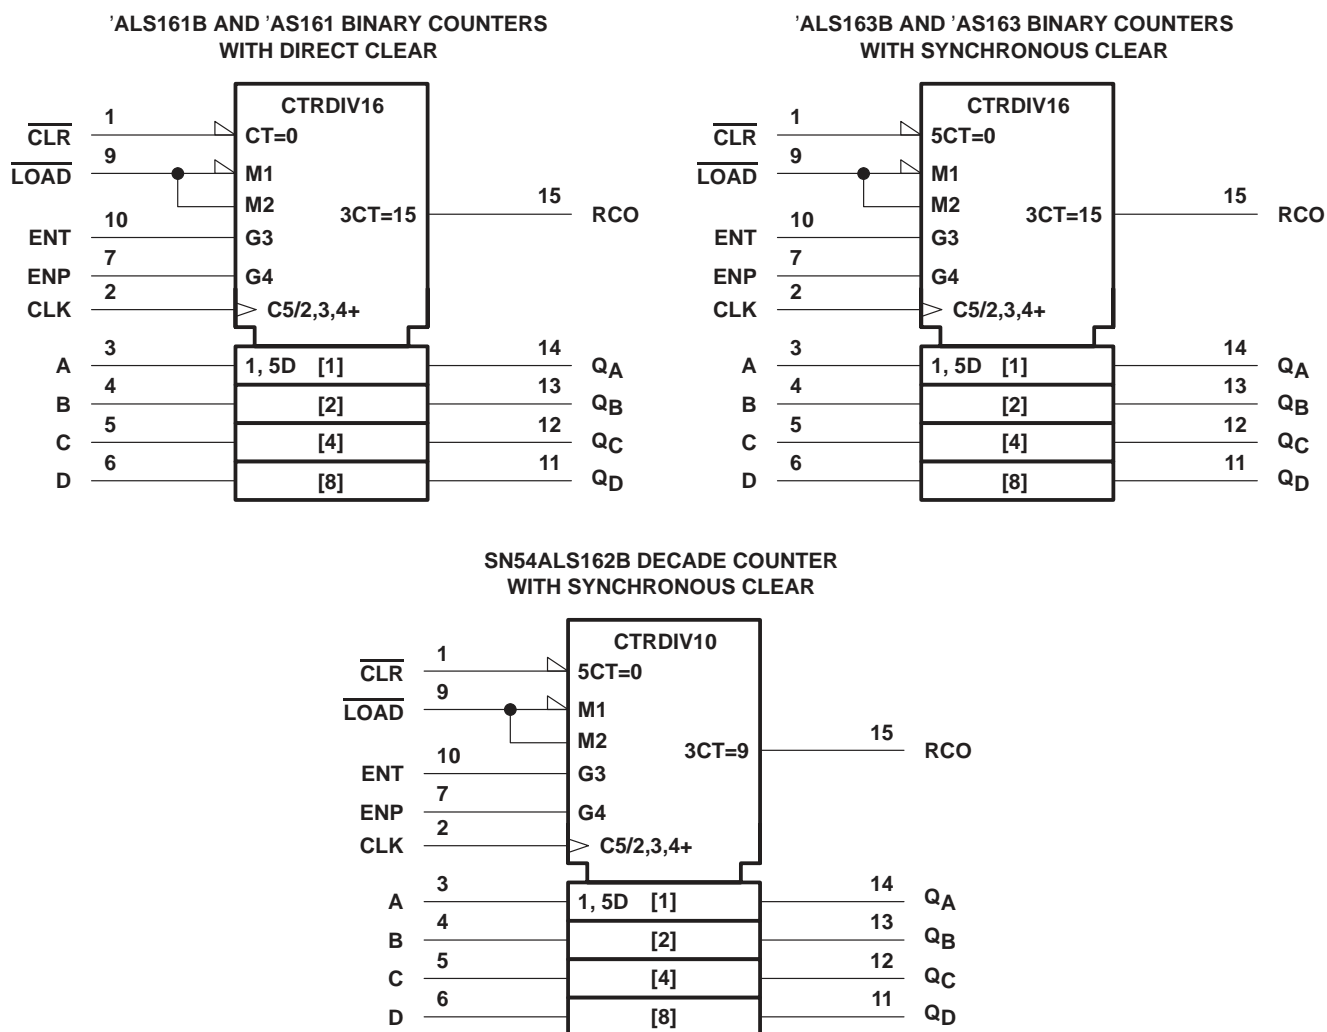 'ALS161B AND 'AS161 BINARY COUNTERS
WITH DIRECT CLEAR
CTRDIV16
CLR 1 CT=0
LOAD 9 M1
M2
3CT=15 15 RCO
ENT 10 G3
ENP 7 G4
CLK 2 C5/2,3,4+
A 3 1, 5D [1] 14 QA
B 4 [2] 13 QB
C 5 [4] 12 QC
D 6 [8] 11 QD
'ALS163B AND 'AS163 BINARY COUNTERS
WITH SYNCHRONOUS CLEAR
CTRDIV16
CLR 1 5CT=0
LOAD 9 M1
M2
3CT=15 15 RCO
ENT 10 G3
ENP 7 G4
CLK 2 C5/2,3,4+
A 3 1, 5D [1] 14 QA
B 4 [2] 13 QB
C 5 [4] 12 QC
D 6 [8] 11 QD
SN54ALS162B DECADE COUNTER
WITH SYNCHRONOUS CLEAR
CTRDIV10
CLR 1 5CT=0
LOAD 9 M1
M2
3CT=9 15 RCO
ENT 10 G3
ENP 7 G4
CLK 2 C5/2,3,4+
A 3 1, 5D [1] 14 QA
B 4 [2] 13 QB
C 5 [4] 12 QC
D 6 [8] 11 QD